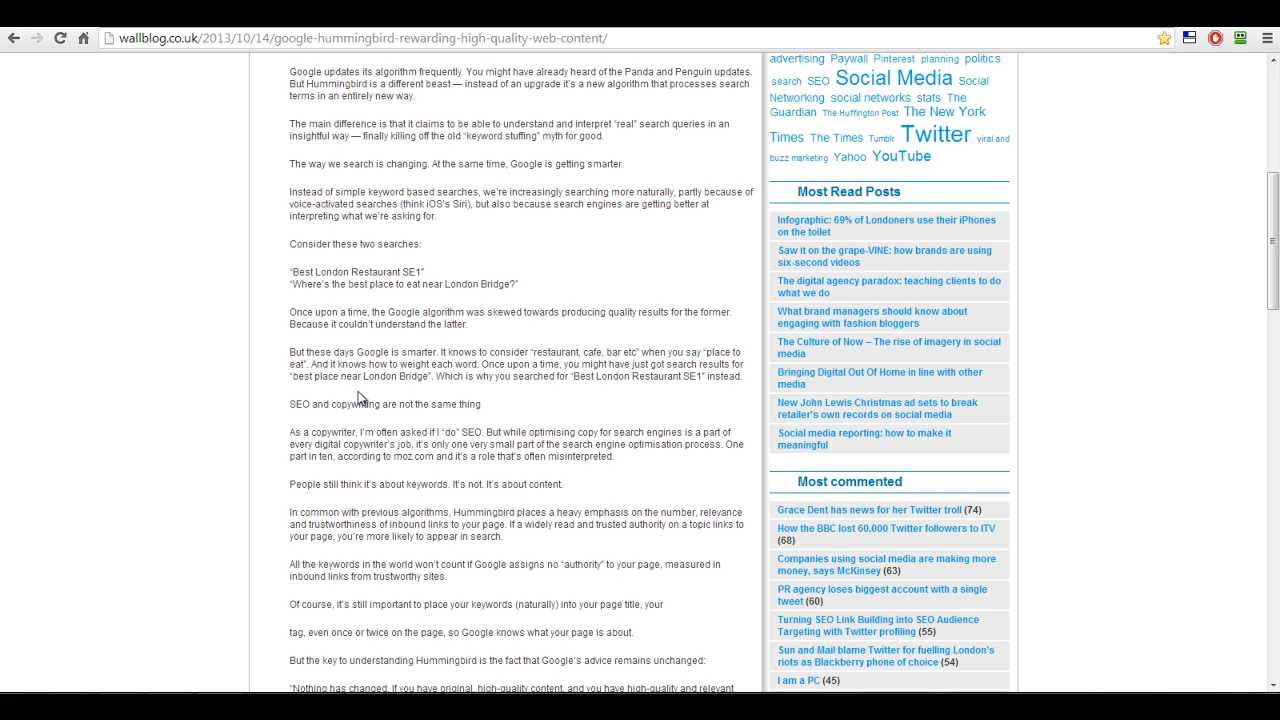 wallblog.co.uk/2013/10/14/google-hummingbird-rewarding-high-quality-web-content/
Google updates its algorithm frequently. You might have already heard of the Panda and Penguin updates.
But Hummingbird is a different beast — instead of an upgrade it's a new algorithm that processes search
terms in an entirely new way.
The main difference is that it claims to be able to understand and interpret “real” search queries in an
insightful way — finally killing off the old “keyword stuffing” myth for good.
The way we search is changing. At the same time, Google is getting smarter.
Instead of simple keyword based searches, we're increasingly searching more naturally, partly because of
voice-activated searches (think iOS's Siri), but also because search engines are getting better at
interpreting what we're asking for.
Consider these two searches:
“Best London Restaurant SE1”
“Where's the best place to eat near London Bridge?”
Once upon a time, the Google algorithm was skewed towards producing quality results for the former.
Because it couldn't understand the latter.
But these days Google is smarter. It knows to consider “restaurant, cafe, bar etc” when you say “place to
eat”. And it knows how to weight each word. Once upon a time, you might have just got search results for
“best place near London Bridge”. Which is why you searched for “Best London Restaurant SE1” instead.
SEO and copywriting are not the same thing
As a copywriter, I'm often asked if I “do” SEO. But while optimising copy for search engines is a part of
every digital copywriter's job, it's only one very small part of the search engine optimisation process. One
part in ten, according to moz.com and it's a role that's often misinterpreted.
People still think it's about keywords. It's not. It's about content.
In common with previous algorithms, Hummingbird places a heavy emphasis on the number, relevance
and trustworthiness of inbound links to your page. If a widely read and trusted authority on a topic links to
your page, you're more likely to appear in search.
All the keywords in the world won't count if Google assigns no “authority” to your page, measured in
inbound links from trustworthy sites.
Of course, it's still important to place your keywords (naturally) into your page title, your
tag, even once or twice on the page, so Google knows what your page is about.
But the key to understanding Hummingbird is the fact that Google's advice remains unchanged:
“Nothing has changed. If you have original, high-quality content, and you have high-quality and relevant
advertising Paywall Pinterest planning politics
search SEO Social Media Social
Networking social networks stats The
Guardian The Huffington Post The New York
Times The Times Tumblr Twitter viral and
buzz marketing Yahoo YouTube
Most Read Posts
Infographic: 69% of Londoners use their iPhones
on the toilet
Saw it on the grape-VINE: how brands are using
six-second videos
The digital agency paradox: teaching clients to do
what we do
What brand managers should know about
engaging with fashion bloggers
The Culture of Now – The rise of imagery in social
media
Bringing Digital Out Of Home in line with other
media
New John Lewis Christmas ad sets to break
retailer's own records on social media
Social media reporting: how to make it
meaningful
Most commented
Grace Dent has news for her Twitter troll (74)
How the BBC lost 60,000 Twitter followers to ITV
(68)
Companies using social media are making more
money, says McKinsey (63)
PR agency loses biggest account with a single
tweet (60)
Turning SEO Link Building into SEO Audience
Targeting with Twitter profiling (55)
Sun and Mail blame Twitter for fuelling London's
riots as Blackberry phone of choice (54)
I am a PC (45)